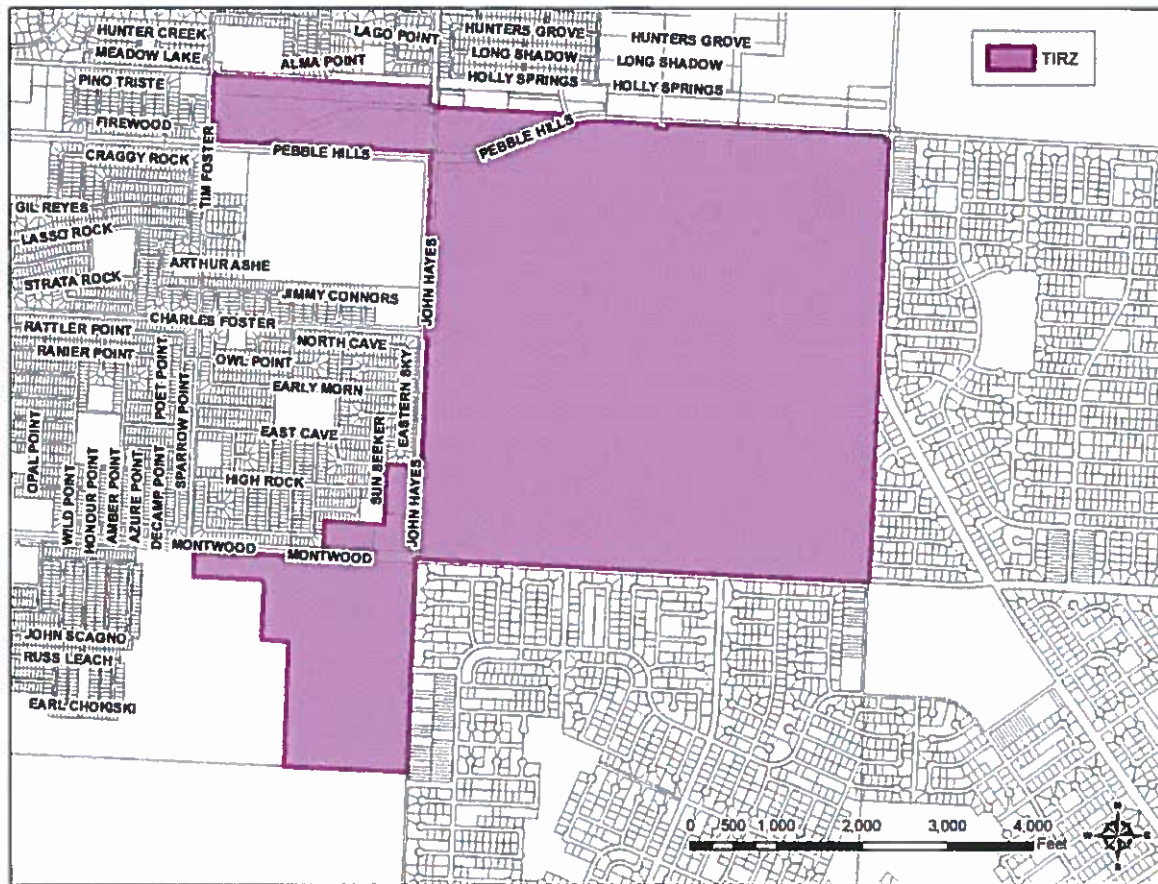 HUNTER CREEK
LAGO POINT
HUNTERS GROVE
HUNTERS GROVE
MEADOW LAKE
ALMA POINT
LONG SHADOW
LONG SHADOW
TIRZ
PINO TRISTE
HOLLY SPRINGS
HOLLY SPRINGS
FIREWOOD
PEBBLE HILLS
PEBBLE HILLS
CRAGGY ROCK
TIM FOSTER
GIL REYES
LASSO ROCK
ARTHUR ASHE
STRATA ROCK
JOHN HAYES
JIMMY CONNORS
CHARLES FOSTER
RATTLER POINT
NORTH CAVE
RANIER POINT
OWL POINT
POET POINT
EARLY MORN
EASTERN SKY
SPARROW POINT
EAST CAVE
SUN SEEKER
OPAL POINT
HIGH ROCK
WILD POINT
HONOUR POINT
AMBER POINT
AZURE POINT
DECAMP POINT
JOHN HAYES
MONTWOOD
MONTWOOD
JOHN SCAGNO
RUSS LEACH
EARL CHOKISKI
0 500 1,000 2,000 3,000 4,000
Feet
N
W E
S